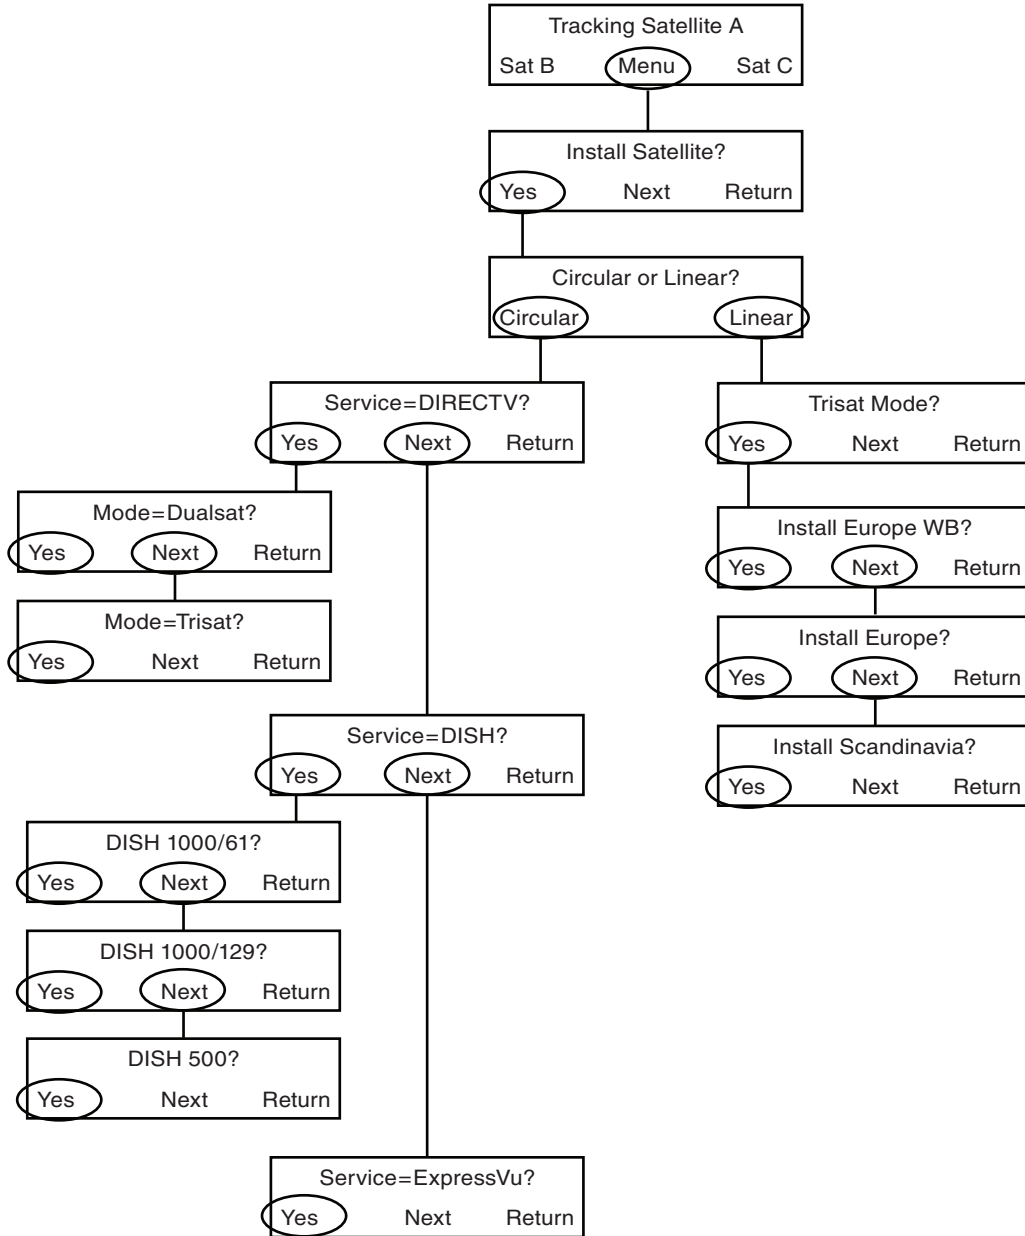 Tracking Satellite A
Sat B Menu Sat C
Install Satellite?
Yes Next Return
Circular or Linear?
Circular Linear
Service=DIRECTV?
Yes Next Return
Mode=Dualsat?
Yes Next Return
Mode=Trisat?
Yes Next Return
Service=DISH?
Yes Next Return
DISH 1000/61?
Yes Next Return
DISH 1000/129?
Yes Next Return
DISH 500?
Yes Next Return
Service=ExpressVu?
Yes Next Return
Trisat Mode?
Yes Next Return
Install Europe WB?
Yes Next Return
Install Europe?
Yes Next Return
Install Scandinavia?
Yes Next Return